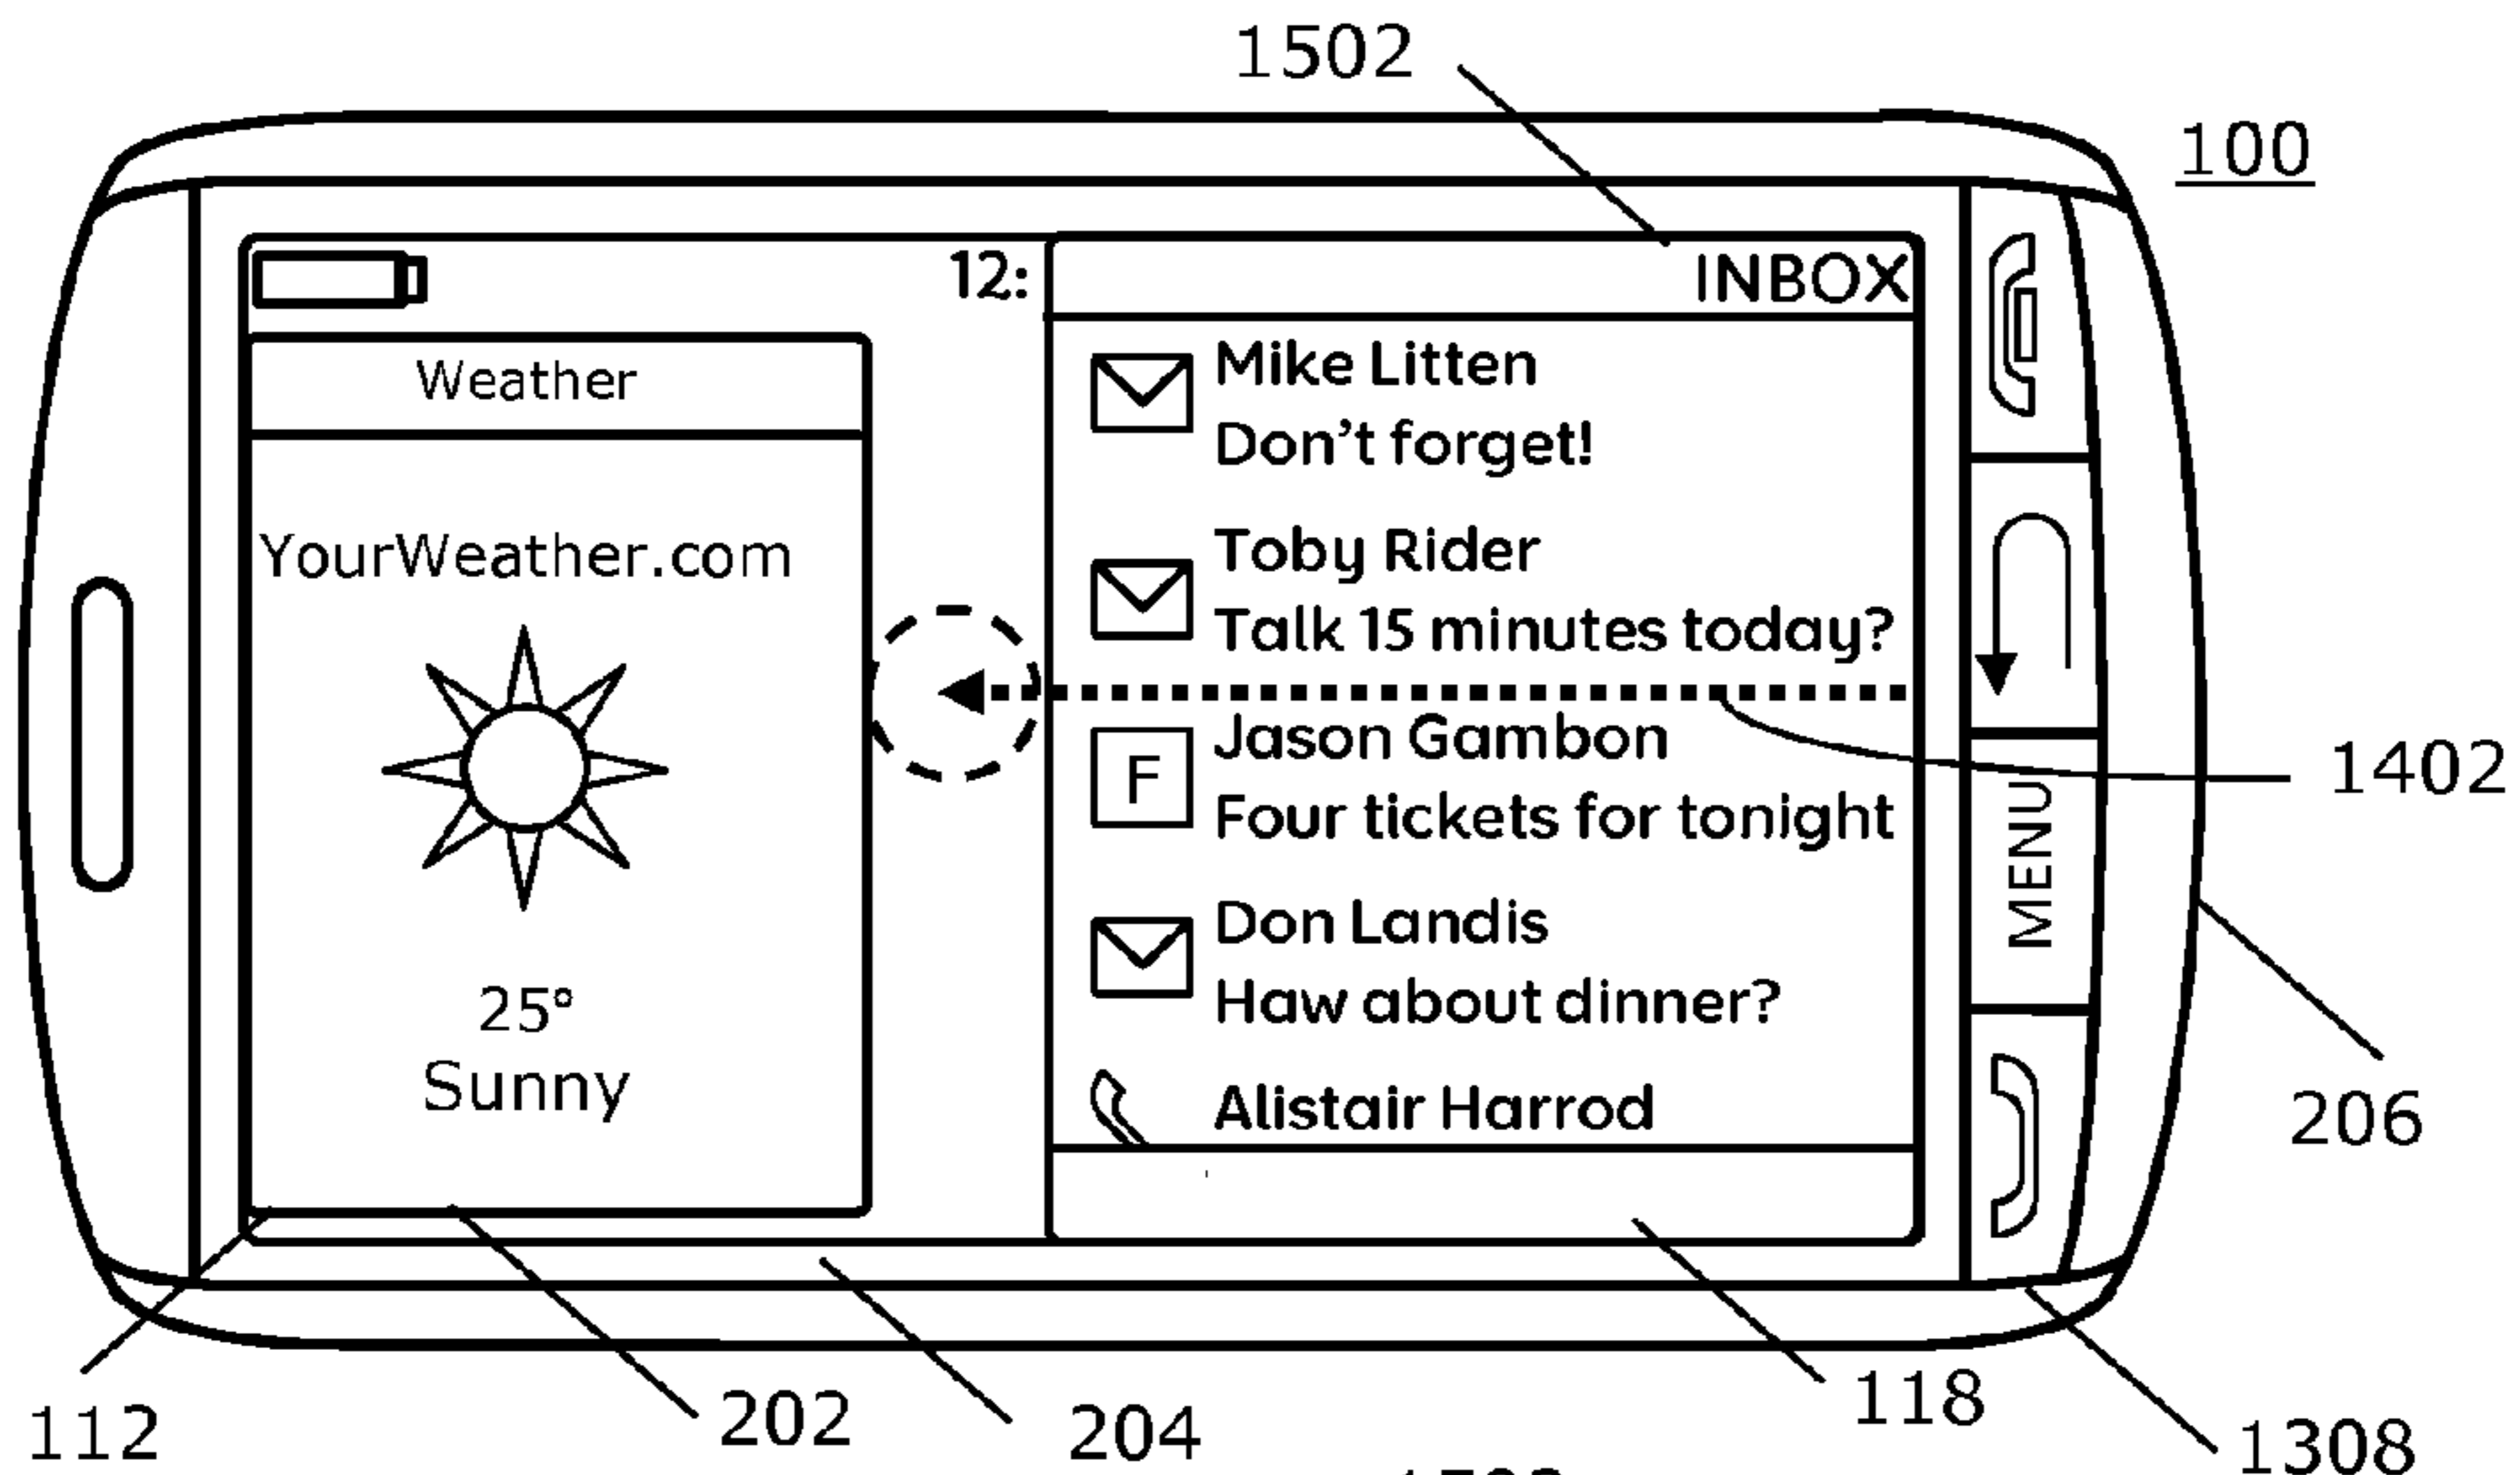 1502
100
12:
INBOX
Weather
YourWeather.com
25°
Sunny
Mike Litten
Don't forget!
Toby Rider
Talk 15 minutes today?
F
Jason Gambon
Four tickets for tonight
Don Landis
Haw about dinner?
Alistair Harrod
MENU
1402
206
112
202
204
118
1308